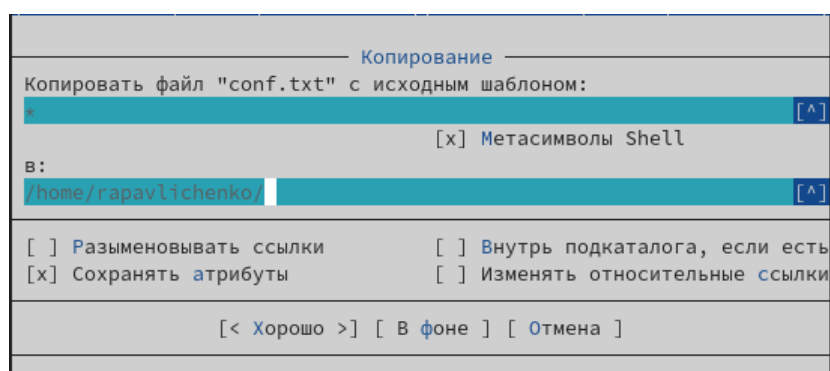 Копирование
Копировать файл "conf.txt" с исходным шаблоном:
* [^]
[x] Метасимволы Shell
в:
/home/rapavlichenko/ [^]
[ ] Разыменовывать ссылки [ ] Внутрь подкаталога, если есть
[x] Сохранять атрибуты [ ] Изменять относительные ссылки
[< Хорошо >] [ В фоне ] [ Отмена ]